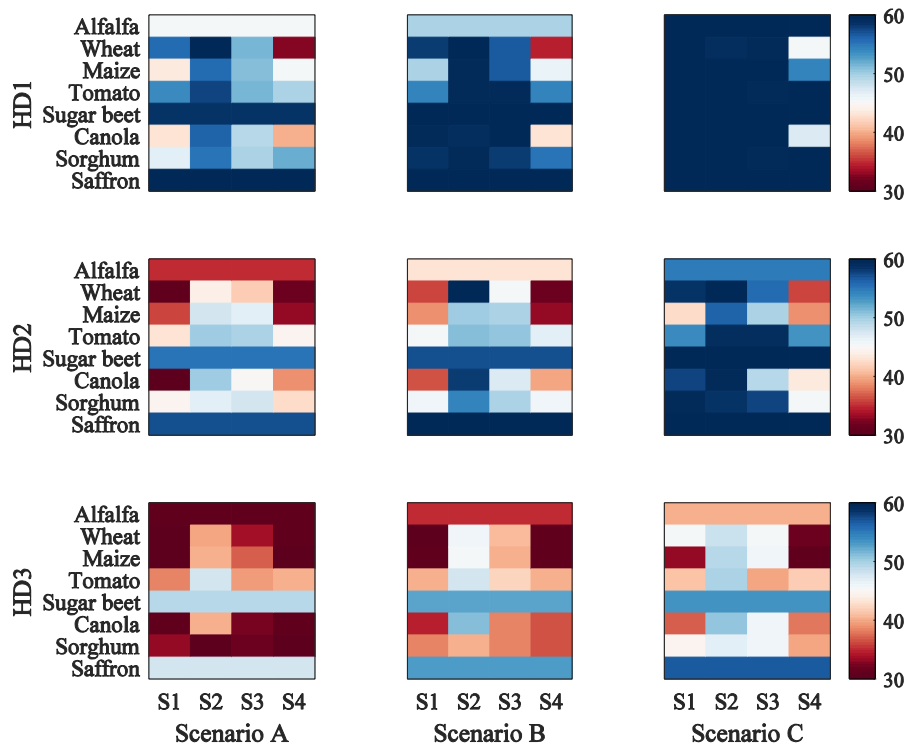 HD1
Alfalfa
Wheat
Maize
Tomato
Sugar beet
Canola
Sorghum
Saffron
60
50
40
30
HD2
Alfalfa
Wheat
Maize
Tomato
Sugar beet
Canola
Sorghum
Saffron
60
50
40
30
HD3
Alfalfa
Wheat
Maize
Tomato
Sugar beet
Canola
Sorghum
Saffron
60
50
40
30
S1 S2 S3 S4 S1 S2 S3 S4 S1 S2 S3 S4
Scenario A Scenario B Scenario C